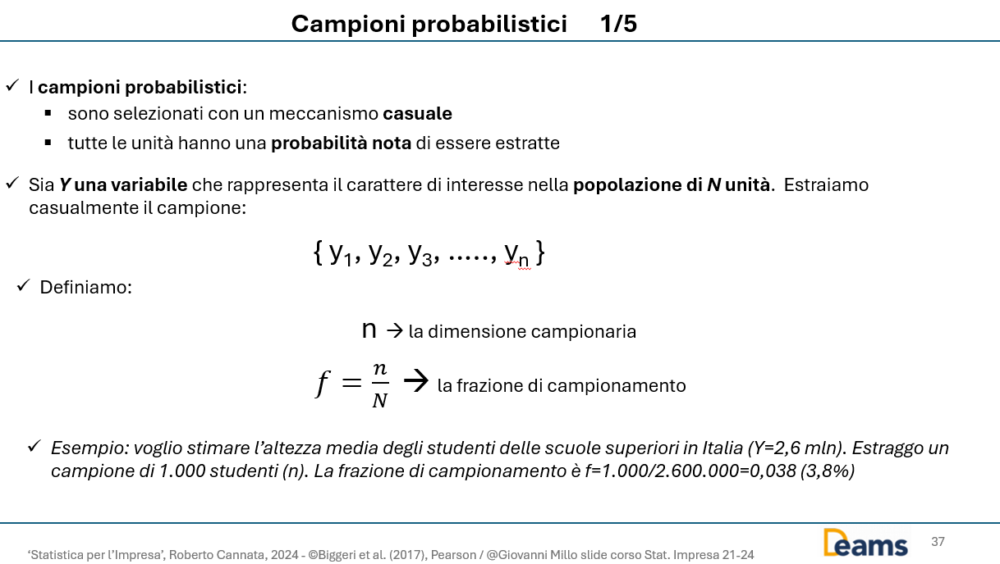 Campioni probabilistici 1/5
✓ I campioni probabilistici:
▪ sono selezionati con un meccanismo casuale
▪ tutte le unità hanno una probabilità nota di essere estratte
✓ Sia Y una variabile che rappresenta il carattere di interesse nella popolazione di N unità. Estraiamo
casualmente il campione:
{ y₁, y₂, y₃, ....., yₙ }
✓ Definiamo:
n → la dimensione campionaria
f = n/N → la frazione di campionamento
✓ Esempio: voglio stimare l’altezza media degli studenti delle scuole superiori in Italia (Y=2,6 mln). Estraggo un
campione di 1.000 studenti (n). La frazione di campionamento è f=1.000/2.600.000=0,038 (3,8%)
‘Statistica per l’Impresa’, Roberto Cannata, 2024 - ©Biggeri et al. (2017), Pearson / @Giovanni Millo slide corso Stat. Impresa 21-24
Deams
37